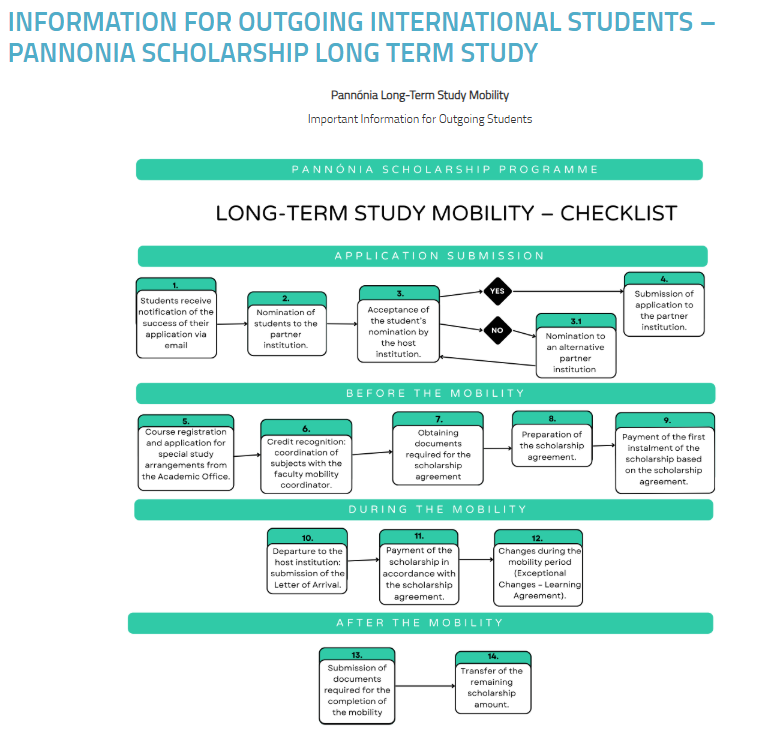 INFORMATION FOR OUTGOING INTERNATIONAL STUDENTS –
PANNONIA SCHOLARSHIP LONG TERM STUDY
Pannónia Long-Term Study Mobility
Important Information for Outgoing Students
PANNÓNIA SCHOLARSHIP PROGRAMME
LONG-TERM STUDY MOBILITY – CHECKLIST
APPLICATION SUBMISSION
1.
Students receive
notification of the
success of their
application via
email
2.
Nomination of
students to the
partner
institution.
3.
Acceptance of
the student's
nomination by
the host
institution.
YES
NO
3.1
Nomination to
an alternative
partner
institution
4.
Submission of
application to
the partner
institution.
BEFORE THE MOBILITY
5.
Course registration
and application for
special study
arrangements from
the Academic Office.
6.
Credit recognition:
coordination of
subjects with the
faculty mobility
coordinator.
7.
Obtaining
documents
required for the
scholarship
agreement
8.
Preparation of
the scholarship
agreement.
9.
Payment of the first
instalment of the
scholarship based
on the scholarship
agreement.
DURING THE MOBILITY
10.
Departure to the
host institution:
submission of the
Letter of Arrival.
11.
Payment of the
scholarship in
accordance with
the scholarship
agreement.
12.
Changes during the
mobility period
(Exceptional
Changes – Learning
Agreement).
AFTER THE MOBILITY
13.
Submission of
documents
required for the
completion of
the mobility
14.
Transfer of the
remaining
scholarship
amount.